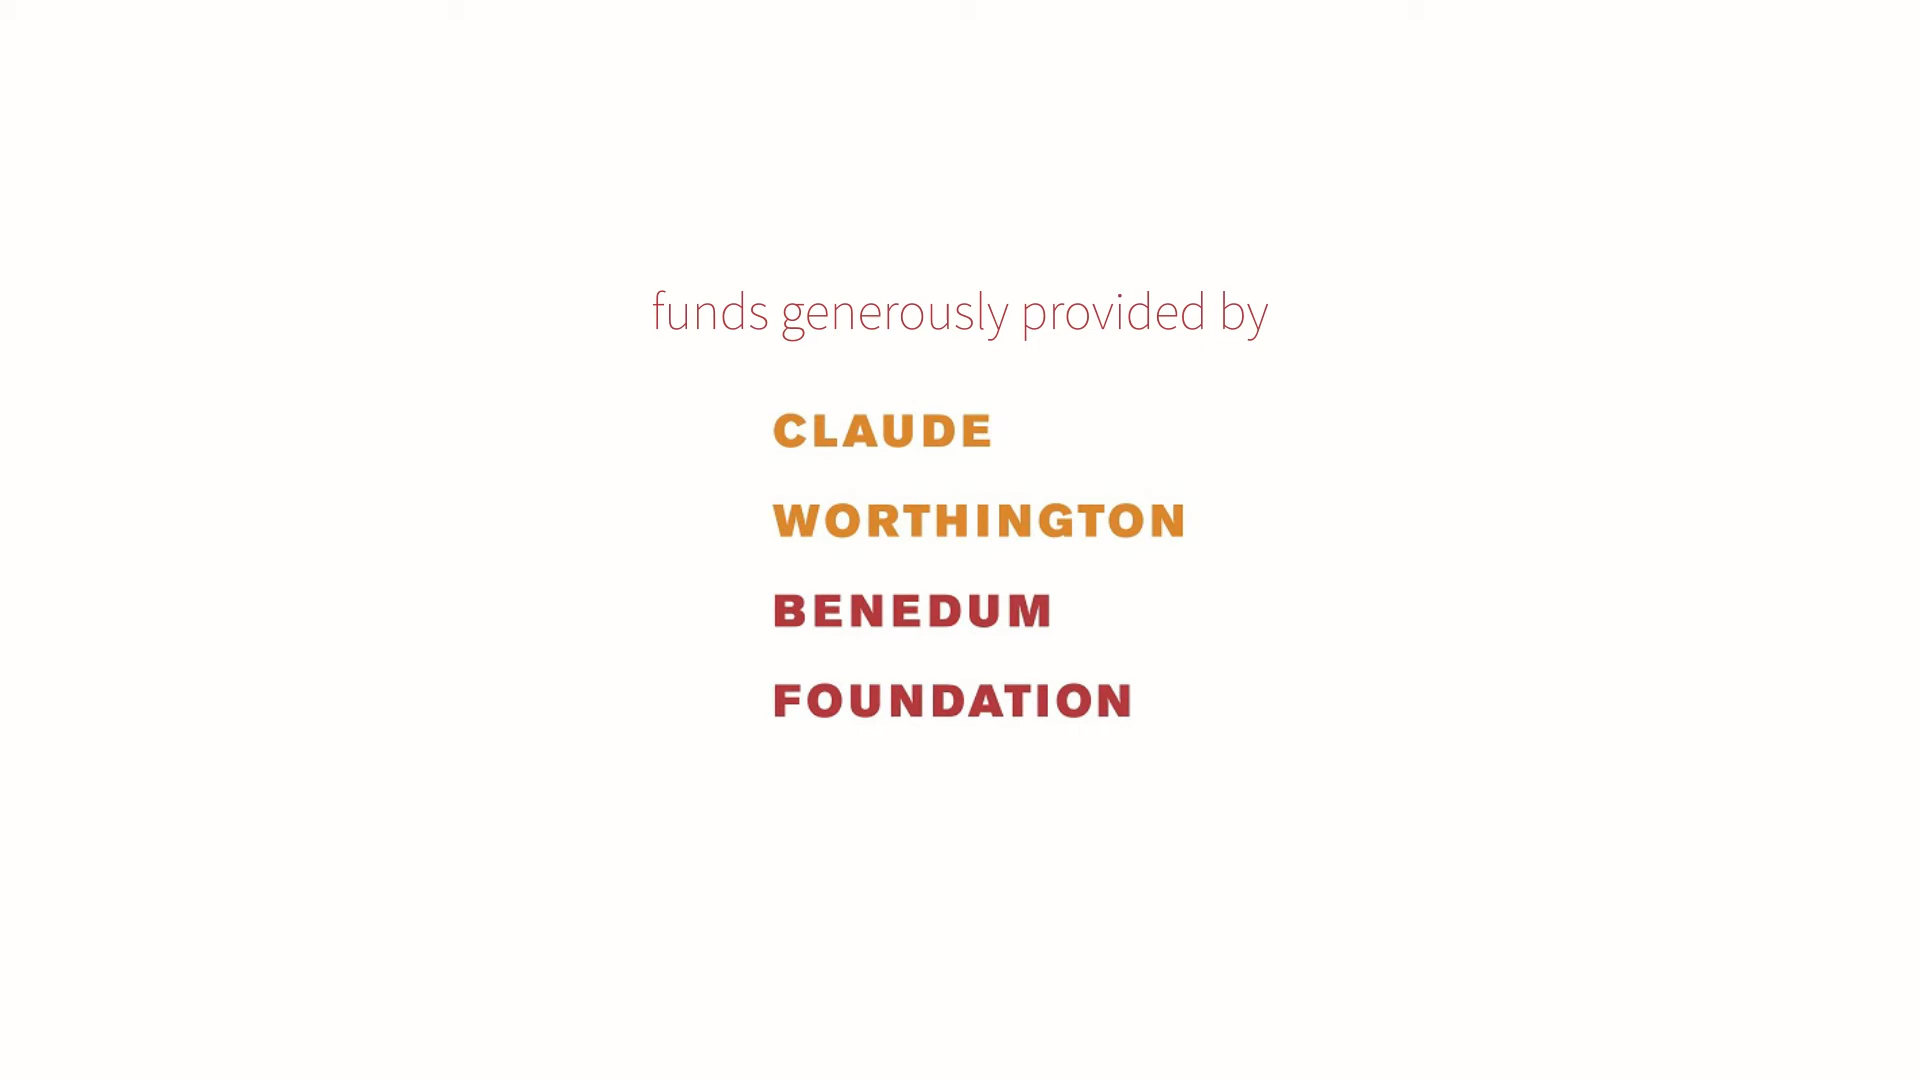 funds generously provided by
CLAUDE
WORTHINGTON
BENEDUM
FOUNDATION